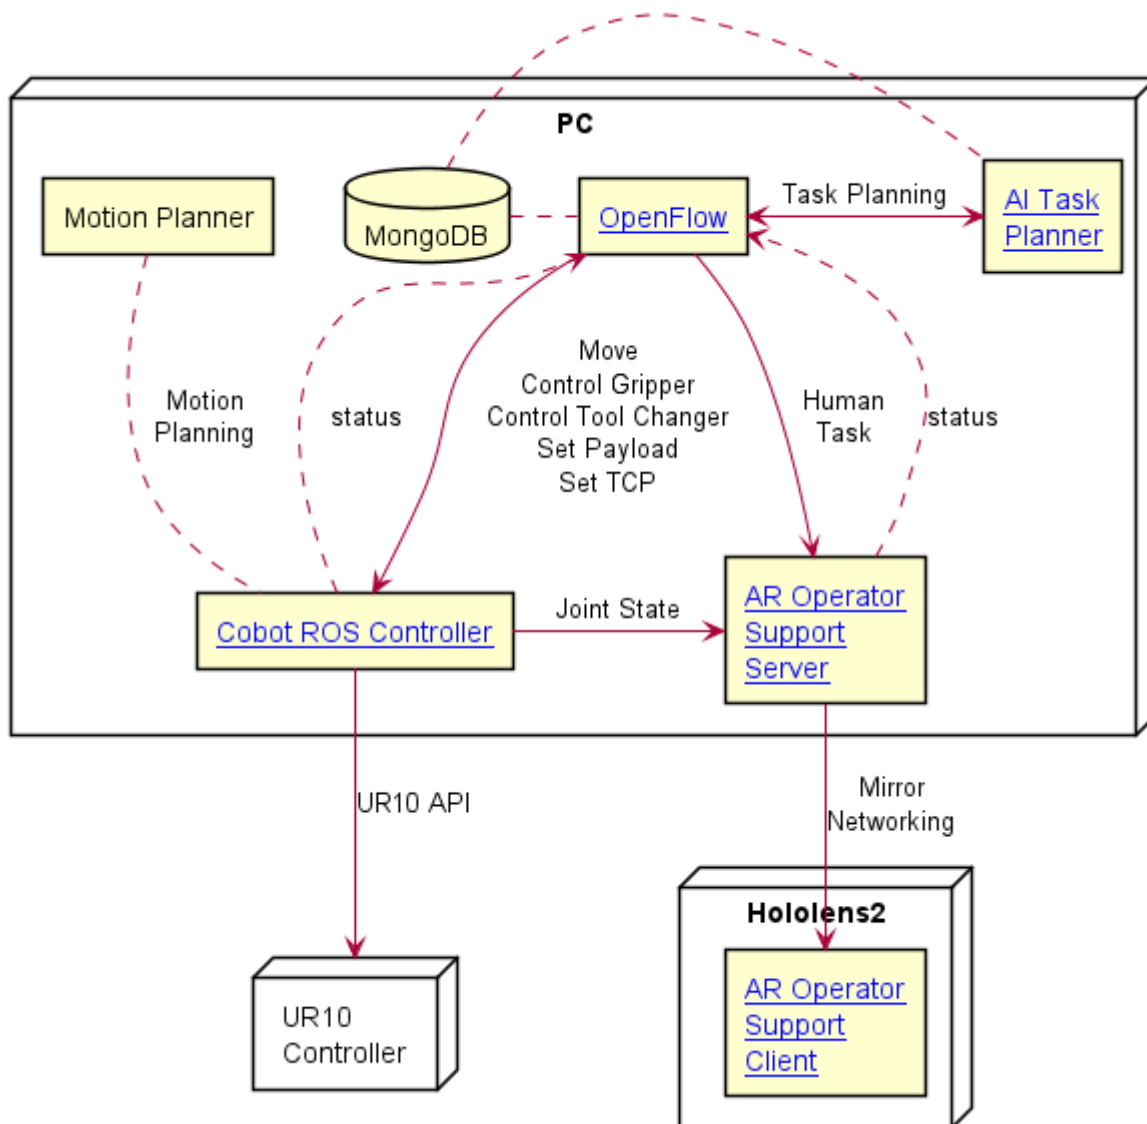 PC
Motion Planner
MongoDB
OpenFlow
Task Planning
AI Task
Planner
Motion
Planning
status
Move
Control Gripper
Control Tool Changer
Set Payload
Set TCP
Human
Task
status
Cobot ROS Controller
Joint State
AR Operator
Support
Server
UR10 API
Mirror
Networking
UR10
Controller
Hololens2
AR Operator
Support
Client